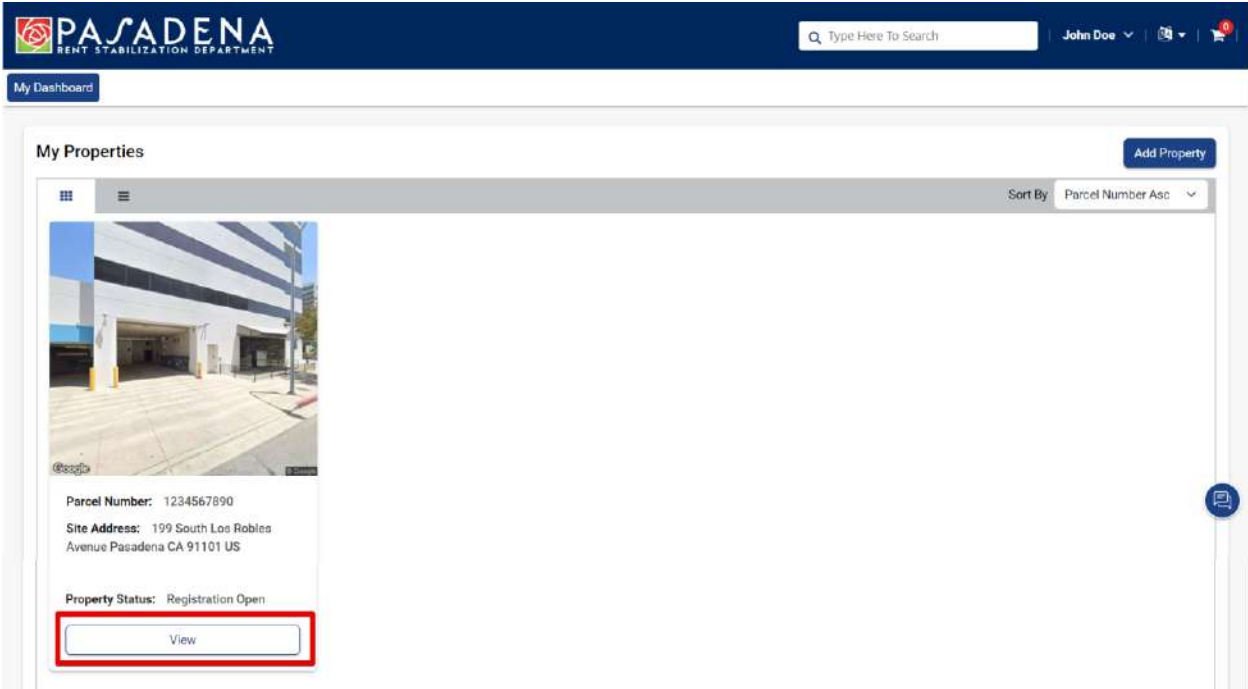 PASADENA
RENT STABILIZATION DEPARTMENT
Type Here To Search
John Doe
0
My Dashboard
My Properties
Add Property
Sort By Parcel Number Asc
Google
© Google
Parcel Number: 1234567890
Site Address: 199 South Los Robles
Avenue Pasadena CA 91101 US
Property Status: Registration Open
View